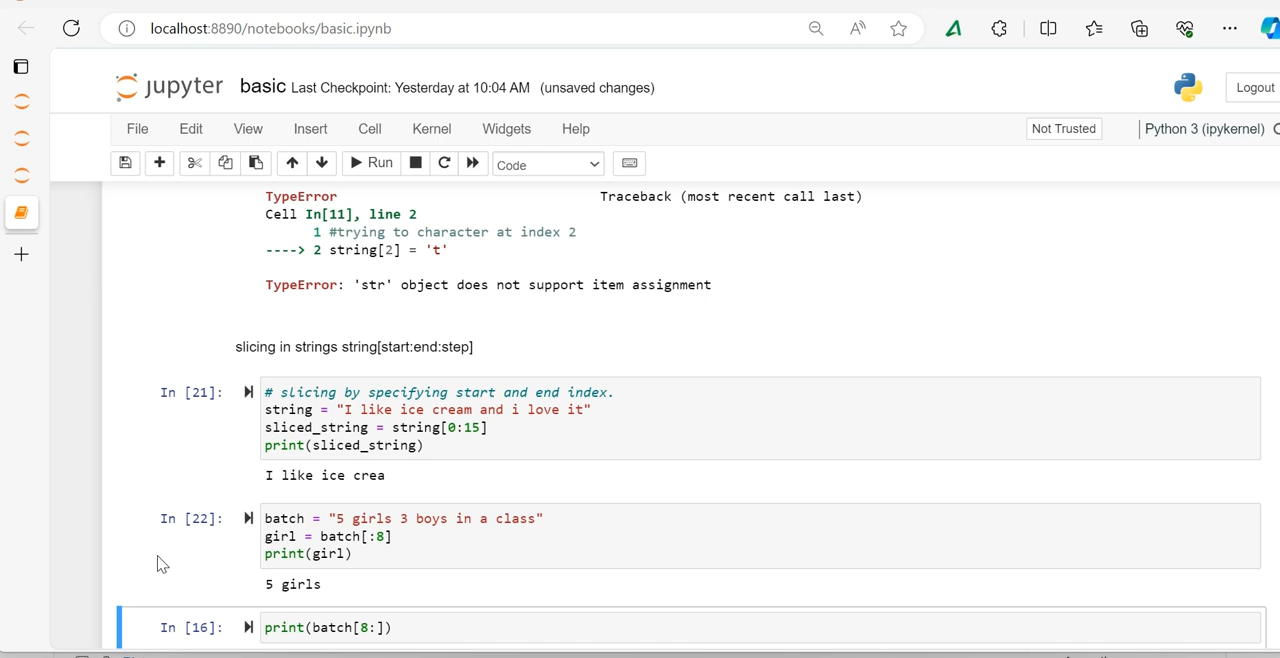 localhost:8890/notebooks/basic.ipynb
jupyter basic Last Checkpoint: Yesterday at 10:04 AM (unsaved changes)
Logout
File Edit View Insert Cell Kernel Widgets Help
Not Trusted
Python 3 (ipykernel)
Run
Code
TypeError Traceback (most recent call last)
Cell In[11], line 2
1 #trying to character at index 2
----> 2 string[2] = 't'
TypeError: 'str' object does not support item assignment
slicing in strings string[start:end:step]
In [21]:
# slicing by specifying start and end index.
string = "I like ice cream and i love it"
sliced_string = string[0:15]
print(sliced_string)
I like ice crea
In [22]:
batch = "5 girls 3 boys in a class"
girl = batch[:8]
print(girl)
5 girls
In [16]:
print(batch[8:])